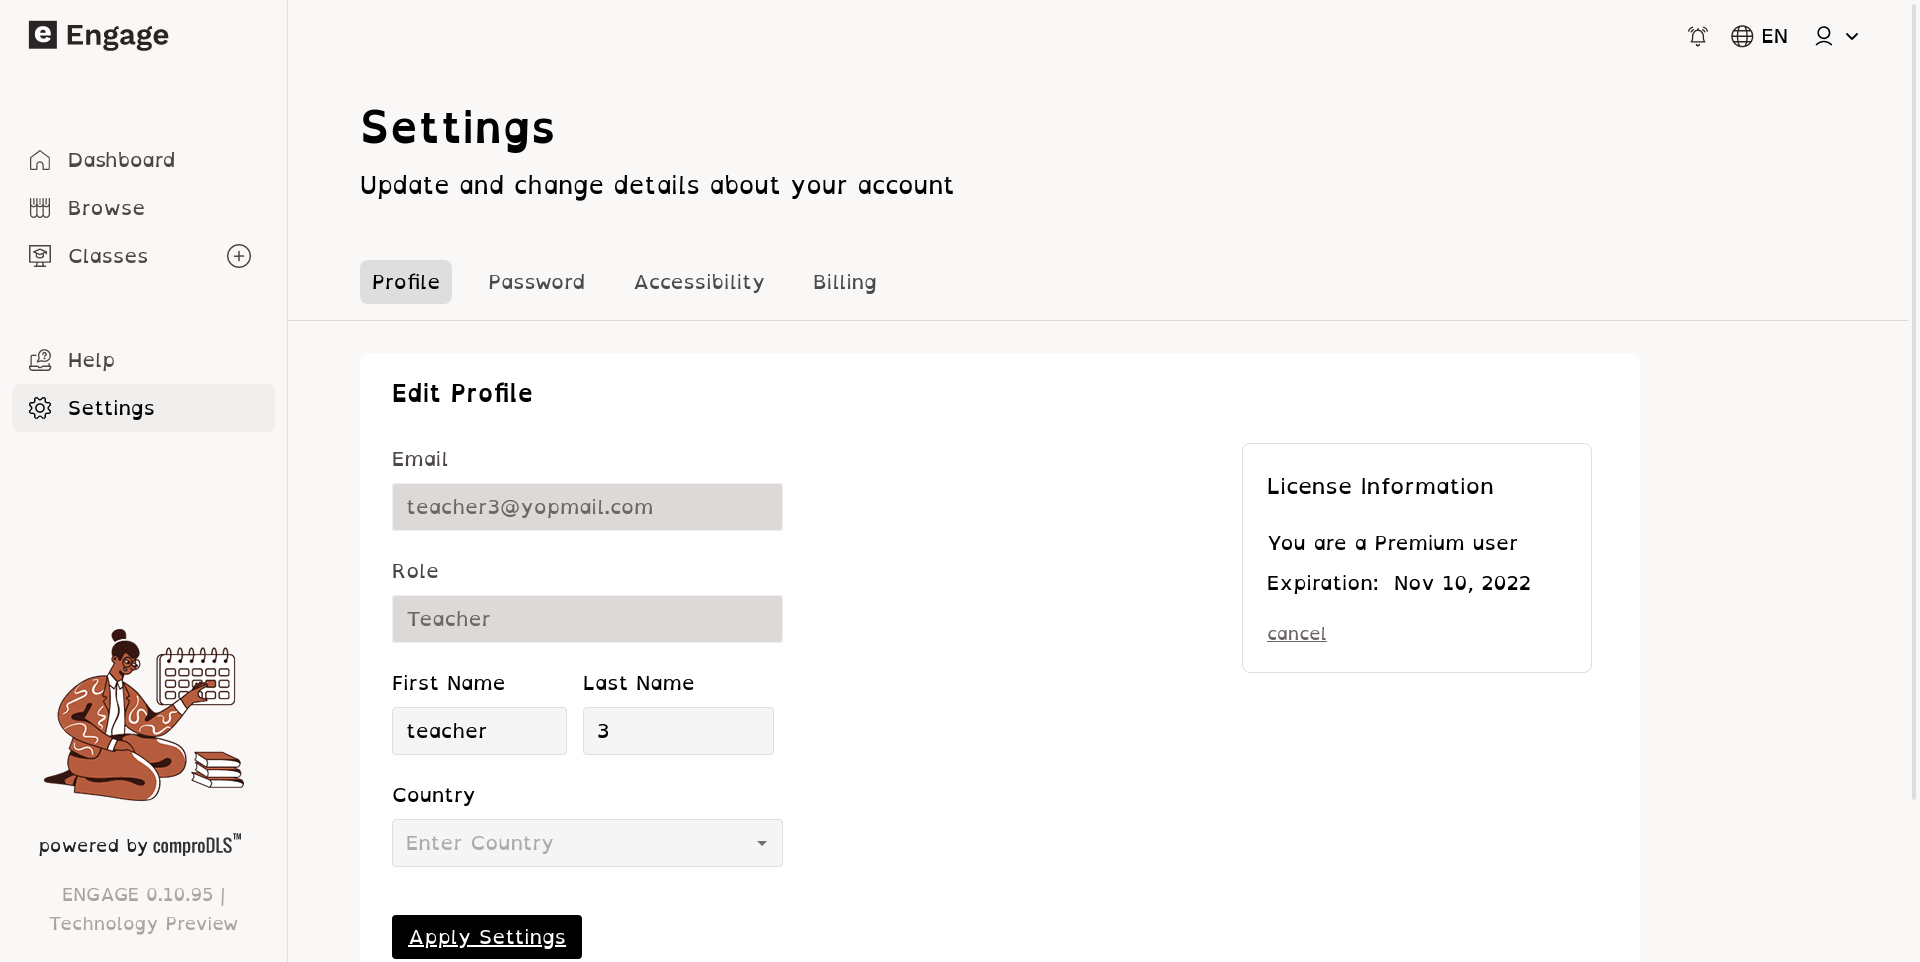 e Engage
EN
Dashboard
Browse
Classes
Help
Settings
powered by comproDLS™
ENGAGE 0.10.95 |
Technology Preview
Settings
Update and change details about your account
Profile Password Accessibility Billing
Edit Profile
Email
teacher3@yopmail.com
Role
Teacher
First Name Last Name
teacher 3
Country
Enter Country
Apply Settings
License Information
You are a Premium user
Expiration: Nov 10, 2022
cancel